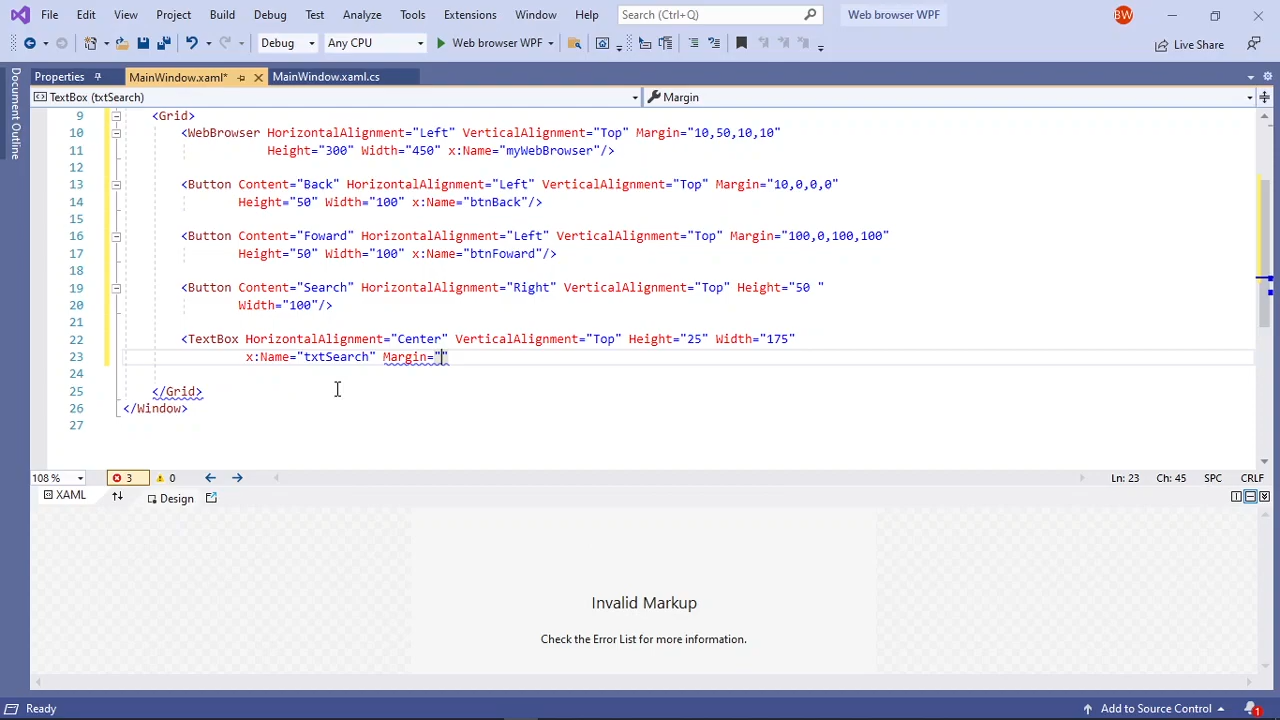 File Edit View Project Build Debug Test Analyze Tools Extensions Window Help Search (Ctrl+Q) Web browser WPF BW
Debug Any CPU Web browser WPF Live Share
Properties MainWindow.xaml* MainWindow.xaml.cs
Document Outline
TextBox (txtSearch) Margin
9 <Grid>
10 <WebBrowser HorizontalAlignment="Left" VerticalAlignment="Top" Margin="10,50,10,10"
11 Height="300" Width="450" x:Name="myWebBrowser"/>
12
13 <Button Content="Back" HorizontalAlignment="Left" VerticalAlignment="Top" Margin="10,0,0,0"
14 Height="50" Width="100" x:Name="btnBack"/>
15
16 <Button Content="Foward" HorizontalAlignment="Left" VerticalAlignment="Top" Margin="100,0,100,100"
17 Height="50" Width="100" x:Name="btnFoward"/>
18
19 <Button Content="Search" HorizontalAlignment="Right" VerticalAlignment="Top" Height="50 "
20 Width="100"/>
21
22 <TextBox HorizontalAlignment="Center" VerticalAlignment="Top" Height="25" Width="175"
23 x:Name="txtSearch" Margin=""
24
25 </Grid>
26 </Window>
27
108 % 3 0 Ln: 23 Ch: 45 SPC CRLF
XAML Design
Invalid Markup
Check the Error List for more information.
Ready Add to Source Control 1